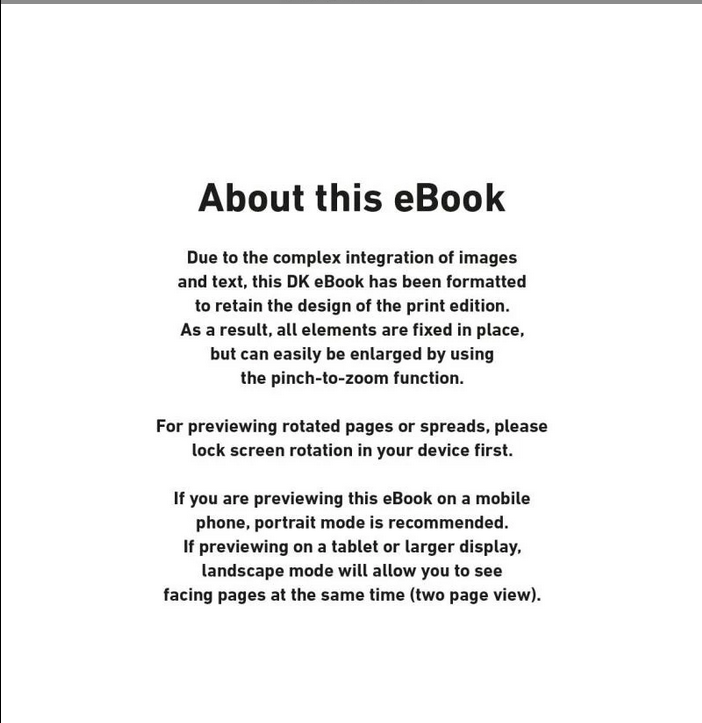 About this eBook
Due to the complex integration of images
and text, this DK eBook has been formatted
to retain the design of the print edition.
As a result, all elements are fixed in place,
but can easily be enlarged by using
the pinch-to-zoom function.
For previewing rotated pages or spreads, please
lock screen rotation in your device first.
If you are previewing this eBook on a mobile
phone, portrait mode is recommended.
If previewing on a tablet or larger display,
landscape mode will allow you to see
facing pages at the same time (two page view).